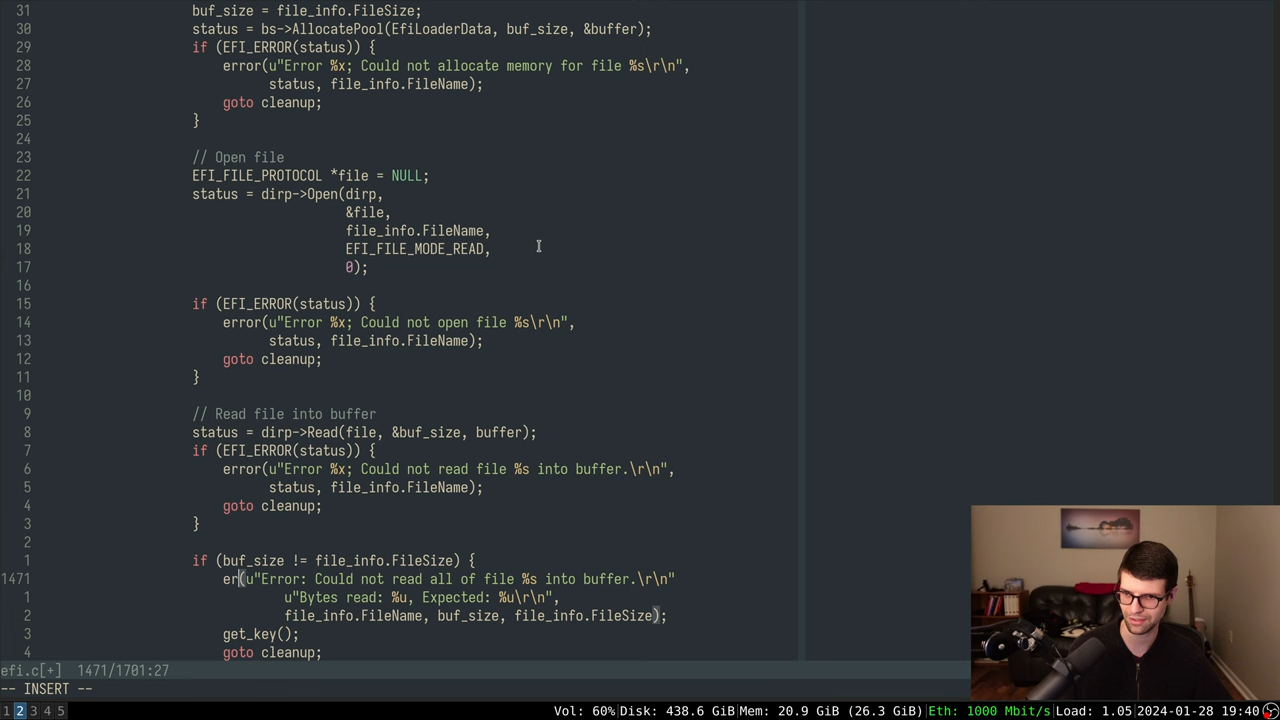 31 buf_size = file_info.FileSize;
30 status = bs->AllocatePool(EfiLoaderData, buf_size, &buffer);
29 if (EFI_ERROR(status)) {
28 error(u"Error %x; Could not allocate memory for file %s\r\n",
27 status, file_info.FileName);
26 goto cleanup;
25 }
24
23 // Open file
22 EFI_FILE_PROTOCOL *file = NULL;
21 status = dirp->Open(dirp,
20 &file,
19 file_info.FileName,
18 EFI_FILE_MODE_READ,
17 0);
16
15 if (EFI_ERROR(status)) {
14 error(u"Error %x; Could not open file %s\r\n",
13 status, file_info.FileName);
12 goto cleanup;
11 }
10
9 // Read file into buffer
8 status = dirp->Read(file, &buf_size, buffer);
7 if (EFI_ERROR(status)) {
6 error(u"Error %x; Could not read file %s into buffer.\r\n",
5 status, file_info.FileName);
4 goto cleanup;
3 }
2
1 if (buf_size != file_info.FileSize) {
1471 er(u"Error: Could not read all of file %s into buffer.\r\n"
1 u"Bytes read: %u, Expected: %u\r\n",
2 file_info.FileName, buf_size, file_info.FileSize);
3 get_key();
4 goto cleanup;
efi.c[+] 1471/1701:27
-- INSERT --
1 2 3 4 5 Vol: 60%|Disk: 438.6 GiB|Mem: 20.9 GiB (26.3 GiB)|Eth: 1000 Mbit/s|Load: 1.05|2024-01-28 19:40